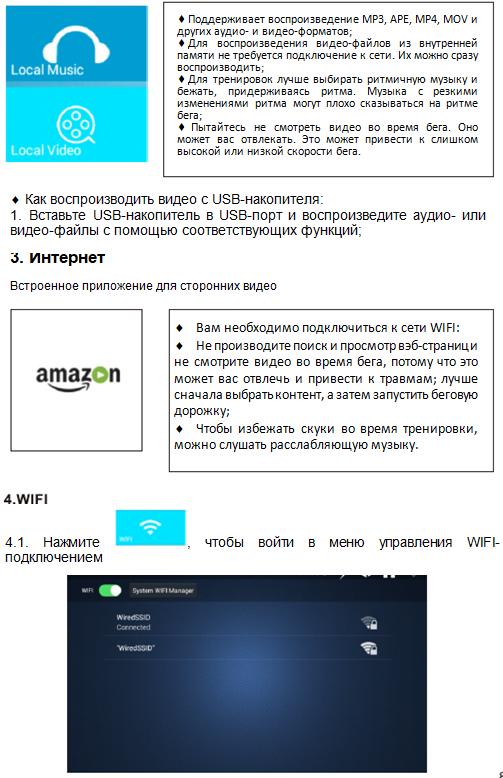 Local Music
Local Video
♦ Поддерживает воспроизведение MP3, APE, MP4, MOV и
других аудио- и видео-форматов;
♦ Для воспроизведения видео-файлов из внутренней
памяти не требуется подключение к сети. Их можно сразу
воспроизводить;
♦ Для тренировок лучше выбирать ритмичную музыку и
бежать, придерживаясь ритма. Музыка с резкими
изменениями ритма могут плохо сказываться на ритме
бега;
♦ Пытайтесь не смотреть видео во время бега. Оно
может вас отвлекать. Это может привести к слишком
высокой или низкой скорости бега.
♦ Как воспроизводить видео с USB-накопителя:
1. Вставьте USB-накопитель в USB-порт и воспроизведите аудио- или
видео-файлы с помощью соответствующих функций;
3. Интернет
Встроенное приложение для сторонних видео
amazon
♦ Вам необходимо подключиться к сети WIFI:
♦ Не производите поиск и просмотр вэб-страници
не смотрите видео во время бега, потому что это
может вас отвлечь и привести к травмам; лучше
сначала выбрать контент, а затем запустить беговую
дорожку;
♦ Чтобы избежать скуки во время тренировки,
можно слушать расслабляющую музыку.
4.WIFI
4.1. Нажмите WIFI , чтобы войти в меню управления WIFI-
подключением
WIFI System WIFI Manager
WiredSSID
Connected
"WiredSSID"